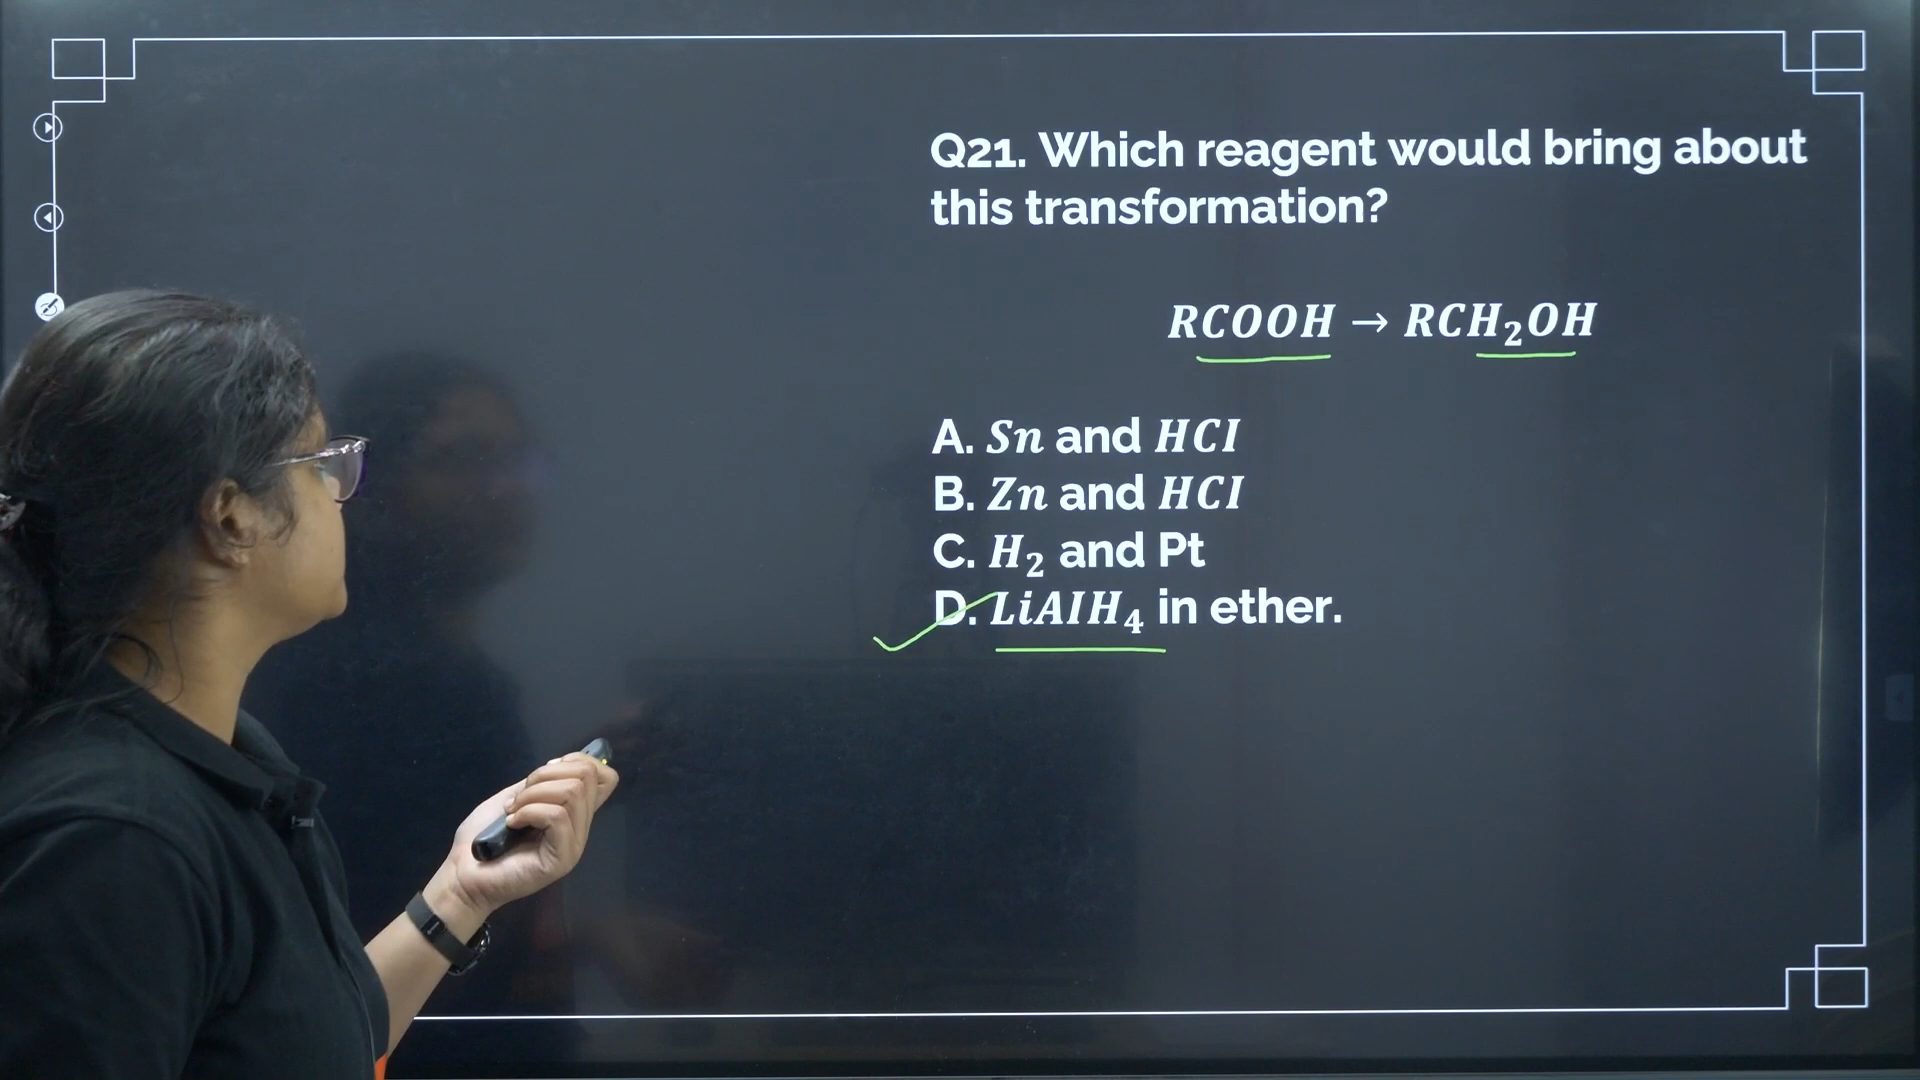 Q21. Which reagent would bring about
this transformation?
RCOOH → RCH₂OH
A. Sn and HCI
B. Zn and HCI
C. H₂ and Pt
D. LiAIH₄ in ether.